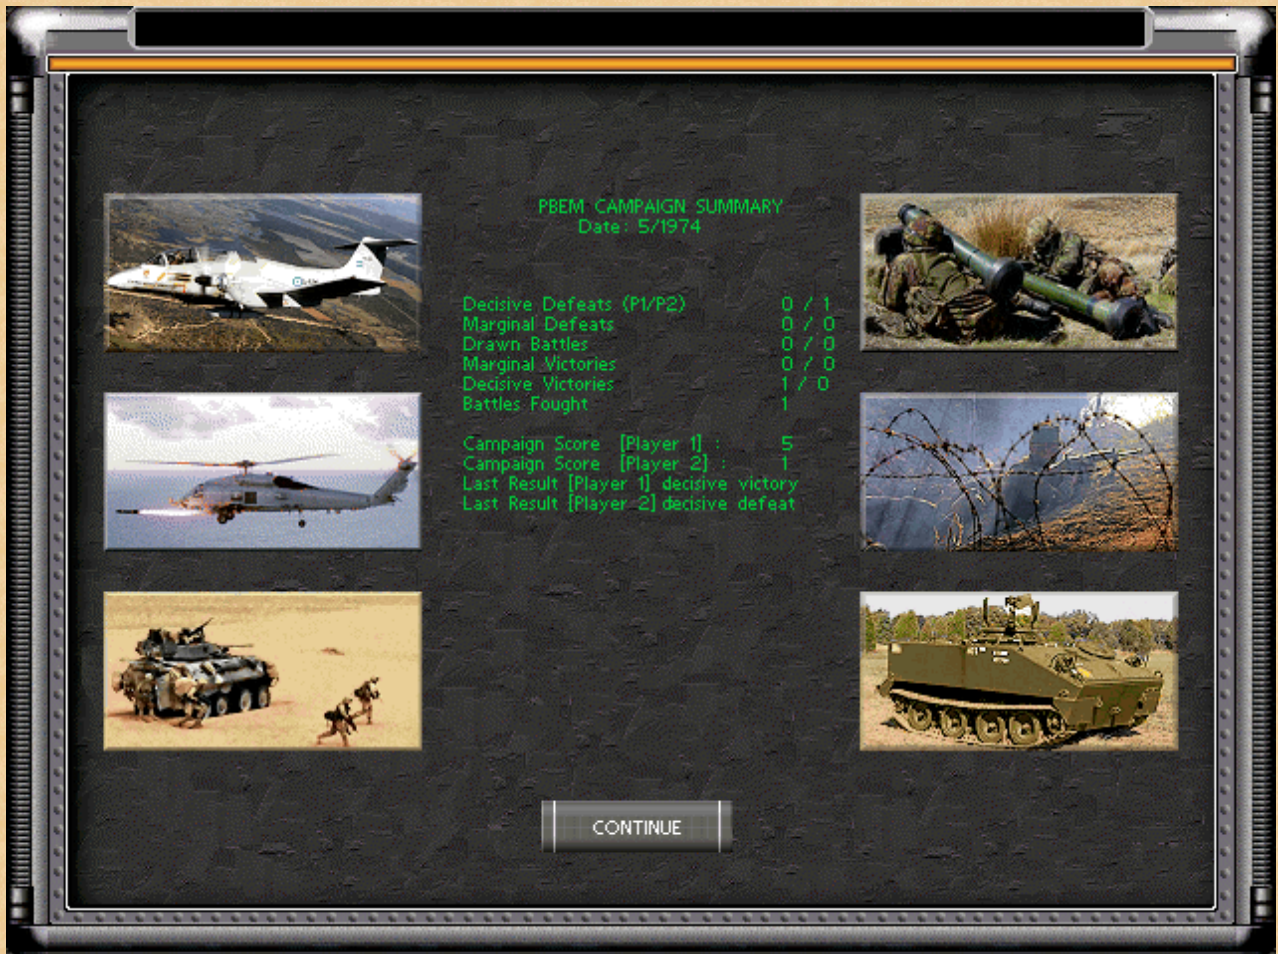 PBEM CAMPAIGN SUMMARY
Date: 5/1974
Decisive Defeats (P1/P2) 0 / 1
Marginal Defeats 0 / 0
Drawn Battles 0 / 0
Marginal Victories 0 / 0
Decisive Victories 1 / 0
Battles Fought 1
Campaign Score [Player 1] : 5
Campaign Score [Player 2] : 1
Last Result [Player 1] decisive victory
Last Result [Player 2] decisive defeat
CONTINUE